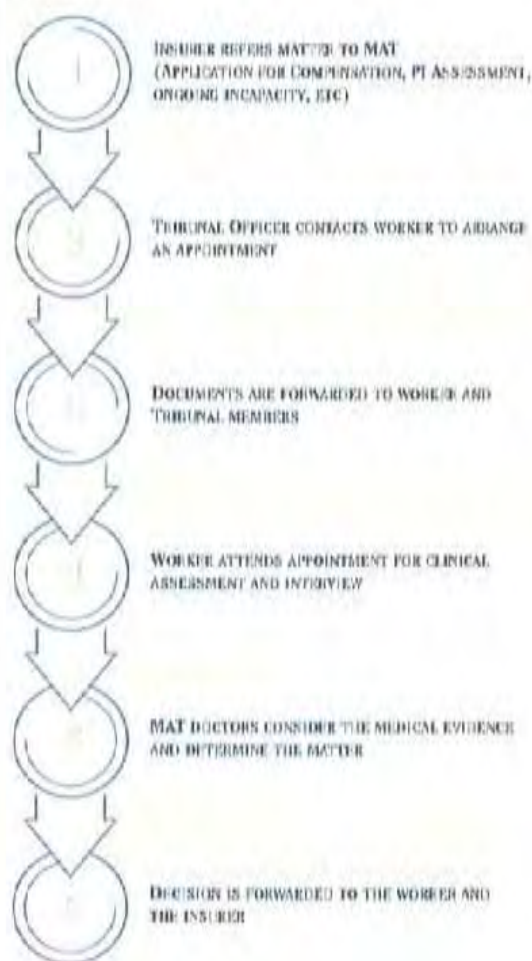 1
INSURER REFERS MATTER TO MAT
(APPLICATION FOR COMPENSATION, PI ASSESSMENT,
ONGOING INCAPACITY, ETC)
TRIBUNAL OFFICER CONTACTS WORKER TO ARRANGE
AN APPOINTMENT
DOCUMENTS ARE FORWARDED TO WORKER AND
TRIBUNAL MEMBERS
WORKER ATTENDS APPOINTMENT FOR CLINICAL
ASSESSMENT AND INTERVIEW
MAT DOCTORS CONSIDER THE MEDICAL EVIDENCE
AND DETERMINE THE MATTER
DECISION IS FORWARDED TO THE WORKER AND
THE INSURER